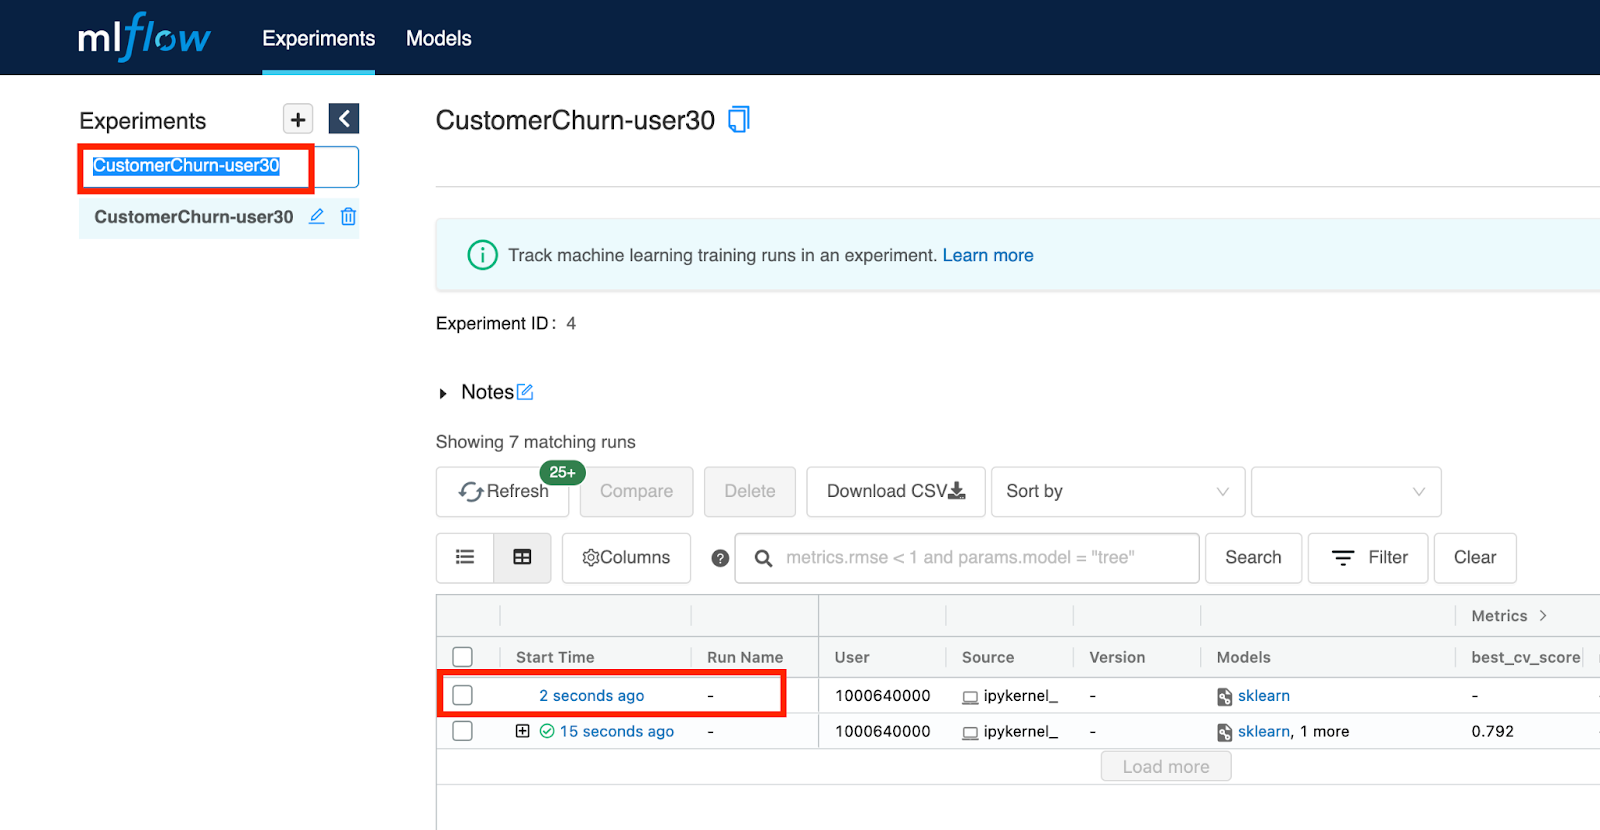 mlflow Experiments Models
Experiments
CustomerChurn-user30
CustomerChurn-user30
CustomerChurn-user30
Track machine learning training runs in an experiment. Learn more
Experiment ID: 4
Notes
Showing 7 matching runs
25+
Refresh Compare Delete Download CSV Sort by
Columns metrics.rmse < 1 and params.model = "tree" Search Filter Clear
Metrics
Start Time Run Name User Source Version Models best_cv_score
2 seconds ago - 1000640000 ipykernel_ - sklearn -
15 seconds ago - 1000640000 ipykernel_ - sklearn, 1 more 0.792
Load more